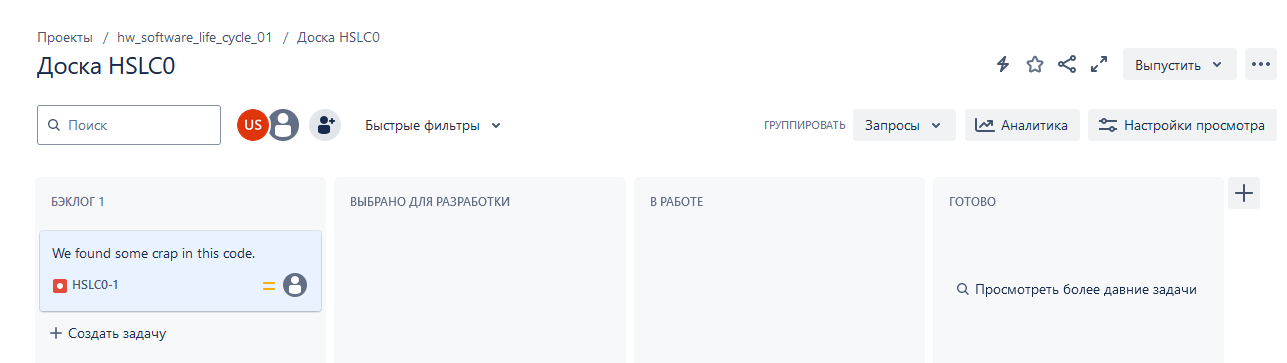 Проекты / hw_software_life_cycle_01 / Доска HSLC0
Доска HSLC0
Выпустить
Поиск
US
Быстрые фильтры
ГРУППИРОВАТЬ
Запросы
Аналитика
Настройки просмотра
БЭКЛОГ 1
We found some crap in this code.
HSLC0-1
Создать задачу
ВЫБРАНО ДЛЯ РАЗРАБОТКИ
В РАБОТЕ
ГОТОВО
Просмотреть более давние задачи